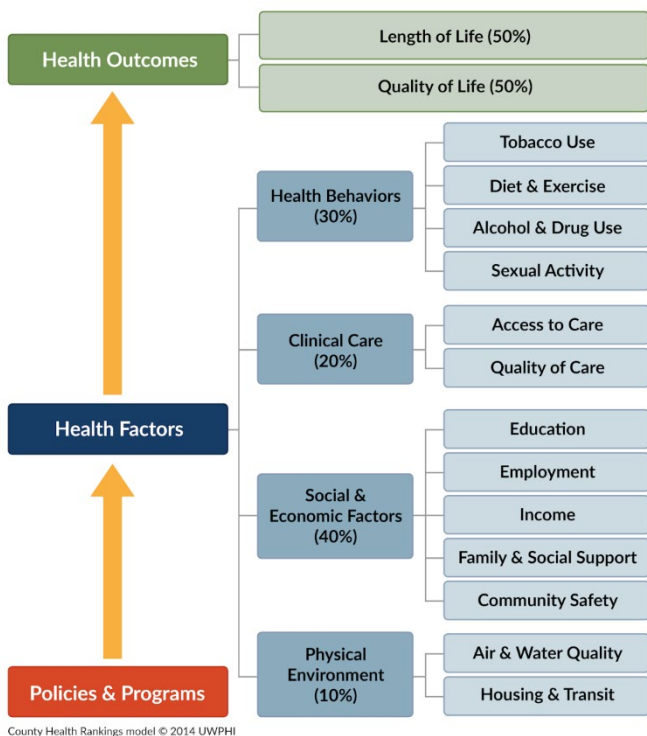 Health Outcomes
Length of Life (50%)
Quality of Life (50%)
Health Behaviors
(30%)
Tobacco Use
Diet & Exercise
Alcohol & Drug Use
Sexual Activity
Clinical Care
(20%)
Access to Care
Quality of Care
Health Factors
Social &
Economic Factors
(40%)
Education
Employment
Income
Family & Social Support
Community Safety
Physical
Environment
(10%)
Air & Water Quality
Housing & Transit
Policies & Programs
County Health Rankings model © 2014 UWPHI